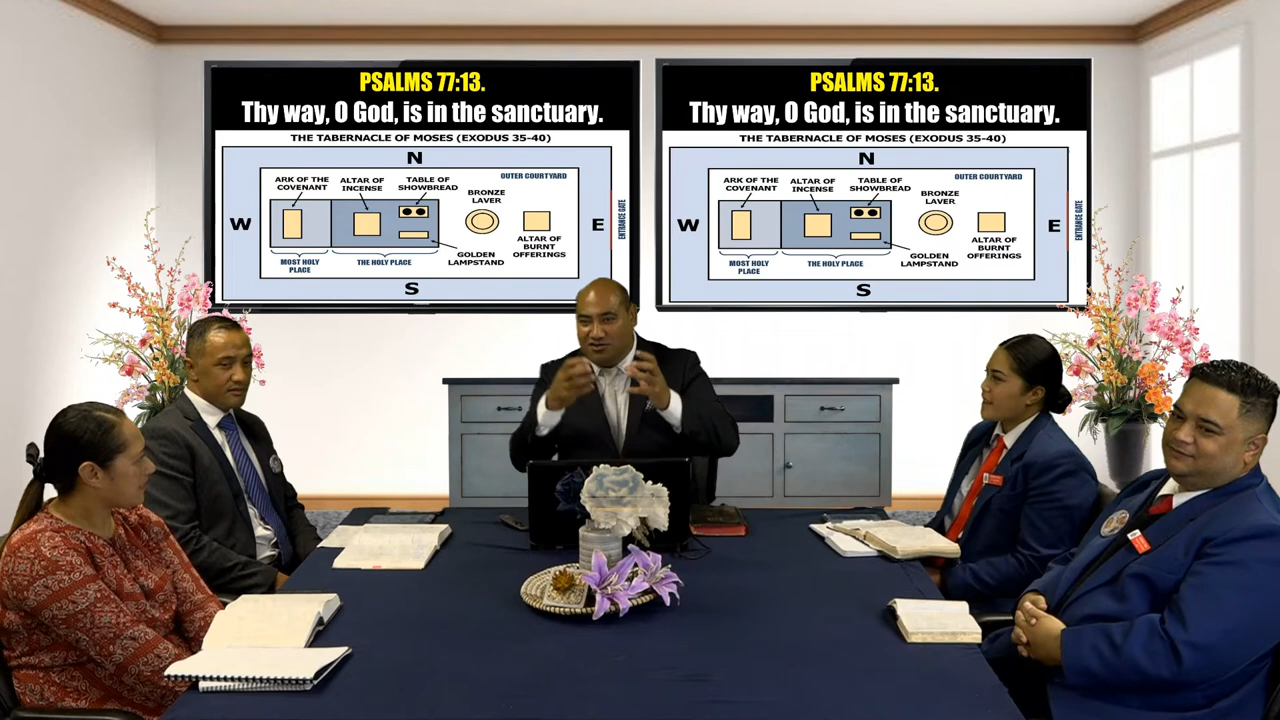 PSALMS 77:13.
Thy way, O God, is in the sanctuary.
THE TABERNACLE OF MOSES (EXODUS 35-40)
N
OUTER COURTYARD
ARK OF THE
COVENANT
ALTAR OF
INCENSE
TABLE OF
SHOWBREAD
BRONZE
LAVER
W
E
ENTRANCE GATE
ALTAR OF
BURNT
OFFERINGS
GOLDEN
LAMPSTAND
MOST HOLY
PLACE
THE HOLY PLACE
S
PSALMS 77:13.
Thy way, O God, is in the sanctuary.
THE TABERNACLE OF MOSES (EXODUS 35-40)
N
OUTER COURTYARD
ARK OF THE
COVENANT
ALTAR OF
INCENSE
TABLE OF
SHOWBREAD
BRONZE
LAVER
W
E
ENTRANCE GATE
ALTAR OF
BURNT
OFFERINGS
GOLDEN
LAMPSTAND
MOST HOLY
PLACE
THE HOLY PLACE
S